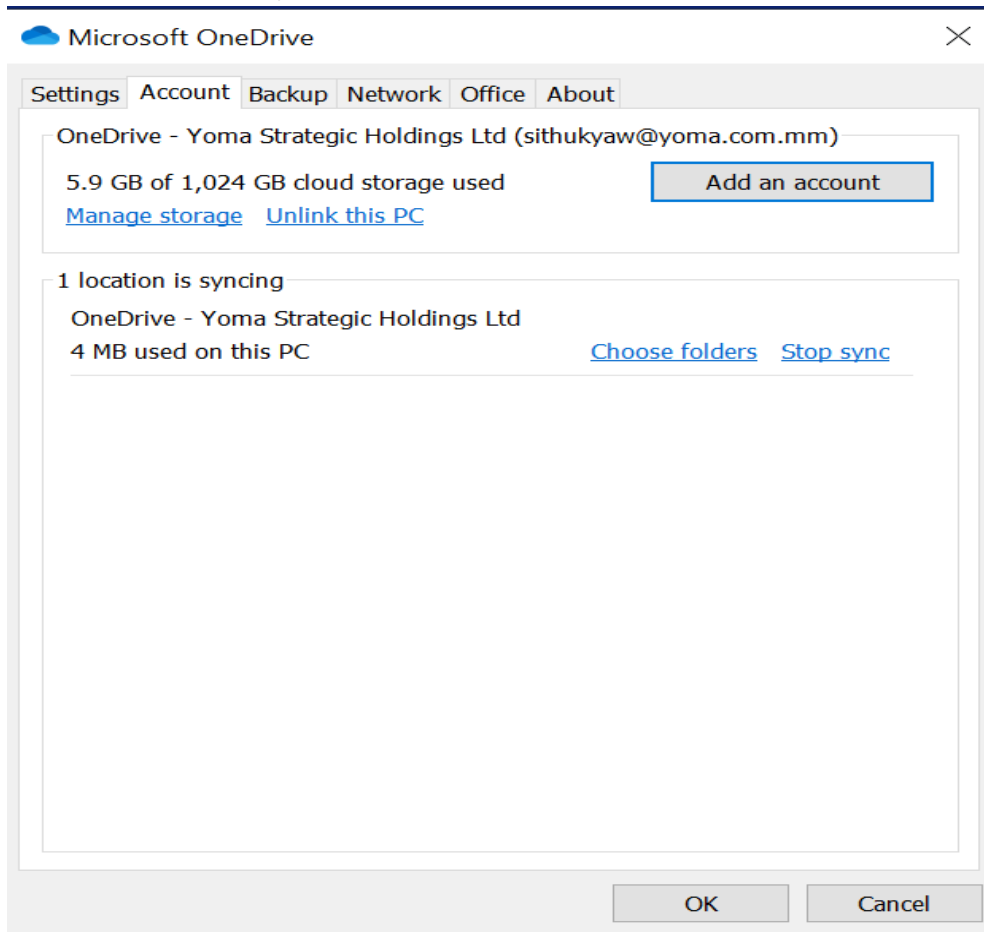 Microsoft OneDrive
Settings Account Backup Network Office About
OneDrive - Yoma Strategic Holdings Ltd (sithukyaw@yoma.com.mm)
5.9 GB of 1,024 GB cloud storage used Add an account
Manage storage Unlink this PC
1 location is syncing
OneDrive - Yoma Strategic Holdings Ltd
4 MB used on this PC Choose folders Stop sync
OK Cancel